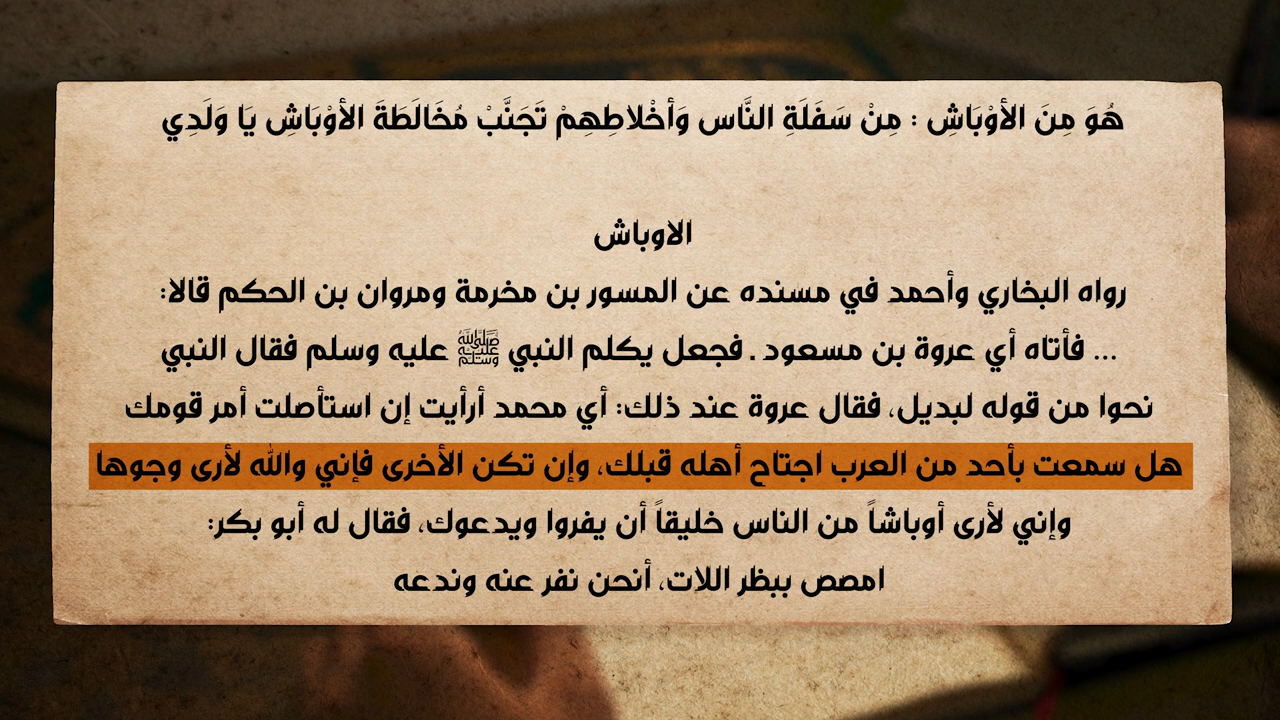 هُوَ مِنَ الأَوْبَاشِ : مِنْ سَفَلَةِ النَّاس وَأخْلاطِهِمْ تَجَنَّبْ مُخَالَطَةَ الأوْبَاشِ يَا وَلَدِي
الاوباش
رواه البخاري وأحمد في مسنده عن المسور بن مخرمة ومروان بن الحكم قالا:
... فأتاه أي عروة بن مسعود . فجعل يكلم النبي ﷺ عليه وسلم فقال النبي
نحوا من قوله لبديل، فقال عروة عند ذلك: أي محمد أرأيت إن استأصلت أمر قومك
هل سمعت بأحد من العرب اجتاح أهله قبلك، وإن تكن الأخرى فإني والله لأرى وجوها
وإني لأرى أوباشاً من الناس خليقاً أن يفروا ويدعوك، فقال له أبو بكر:
امصص ببظر اللات، أنحن نفر عنه وندعه